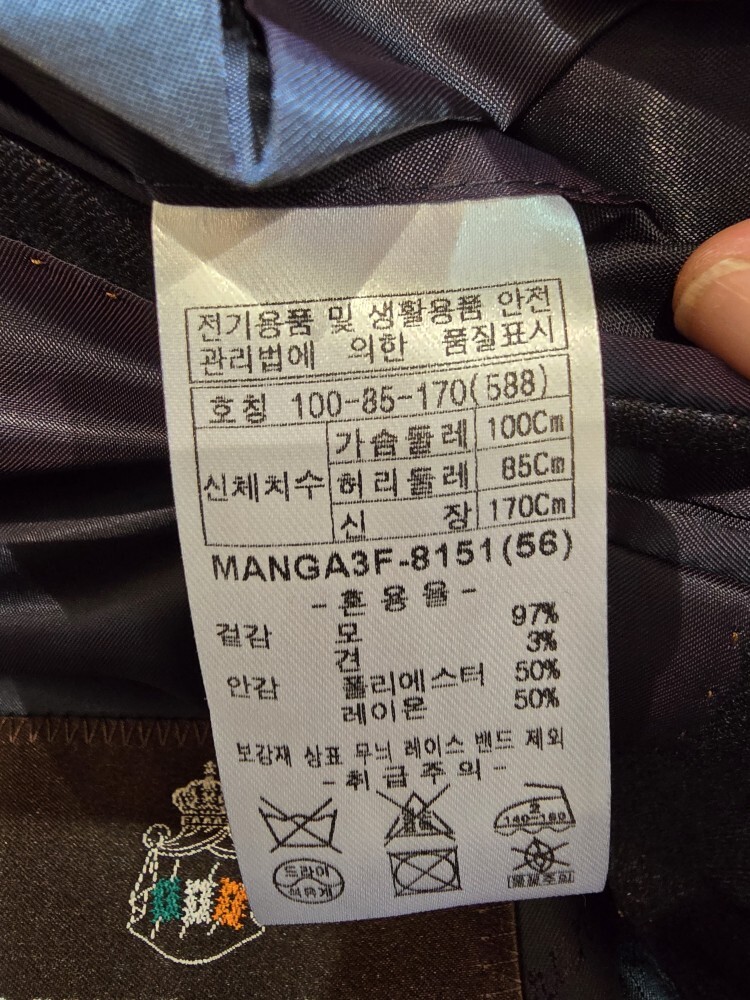 전기용품 및 생활용품 안전
관리법에 의한 품질표시
호칭 100-85-170(588)
신체치수 가슴둘레 100Cm
허리둘레 85Cm
신 장 170Cm
MANGA3F-8151(56)
- 혼 용 율 -
겉감 모 97%
견 3%
안감 폴리에스터 50%
레이온 50%
보강재 상표 무늬 레이스 밴드 제외
- 취 급 주 의 -
140~160
드라이